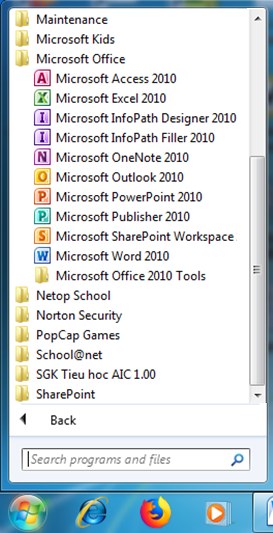 Maintenance
Microsoft Kids
Microsoft Office
Microsoft Access 2010
Microsoft Excel 2010
Microsoft InfoPath Designer 2010
Microsoft InfoPath Filler 2010
Microsoft OneNote 2010
Microsoft Outlook 2010
Microsoft PowerPoint 2010
Microsoft Publisher 2010
Microsoft SharePoint Workspace
Microsoft Word 2010
Microsoft Office 2010 Tools
Netop School
Norton Security
PopCap Games
School@net
SGK Tieu hoc AIC 1.00
SharePoint
Back
Search programs and files